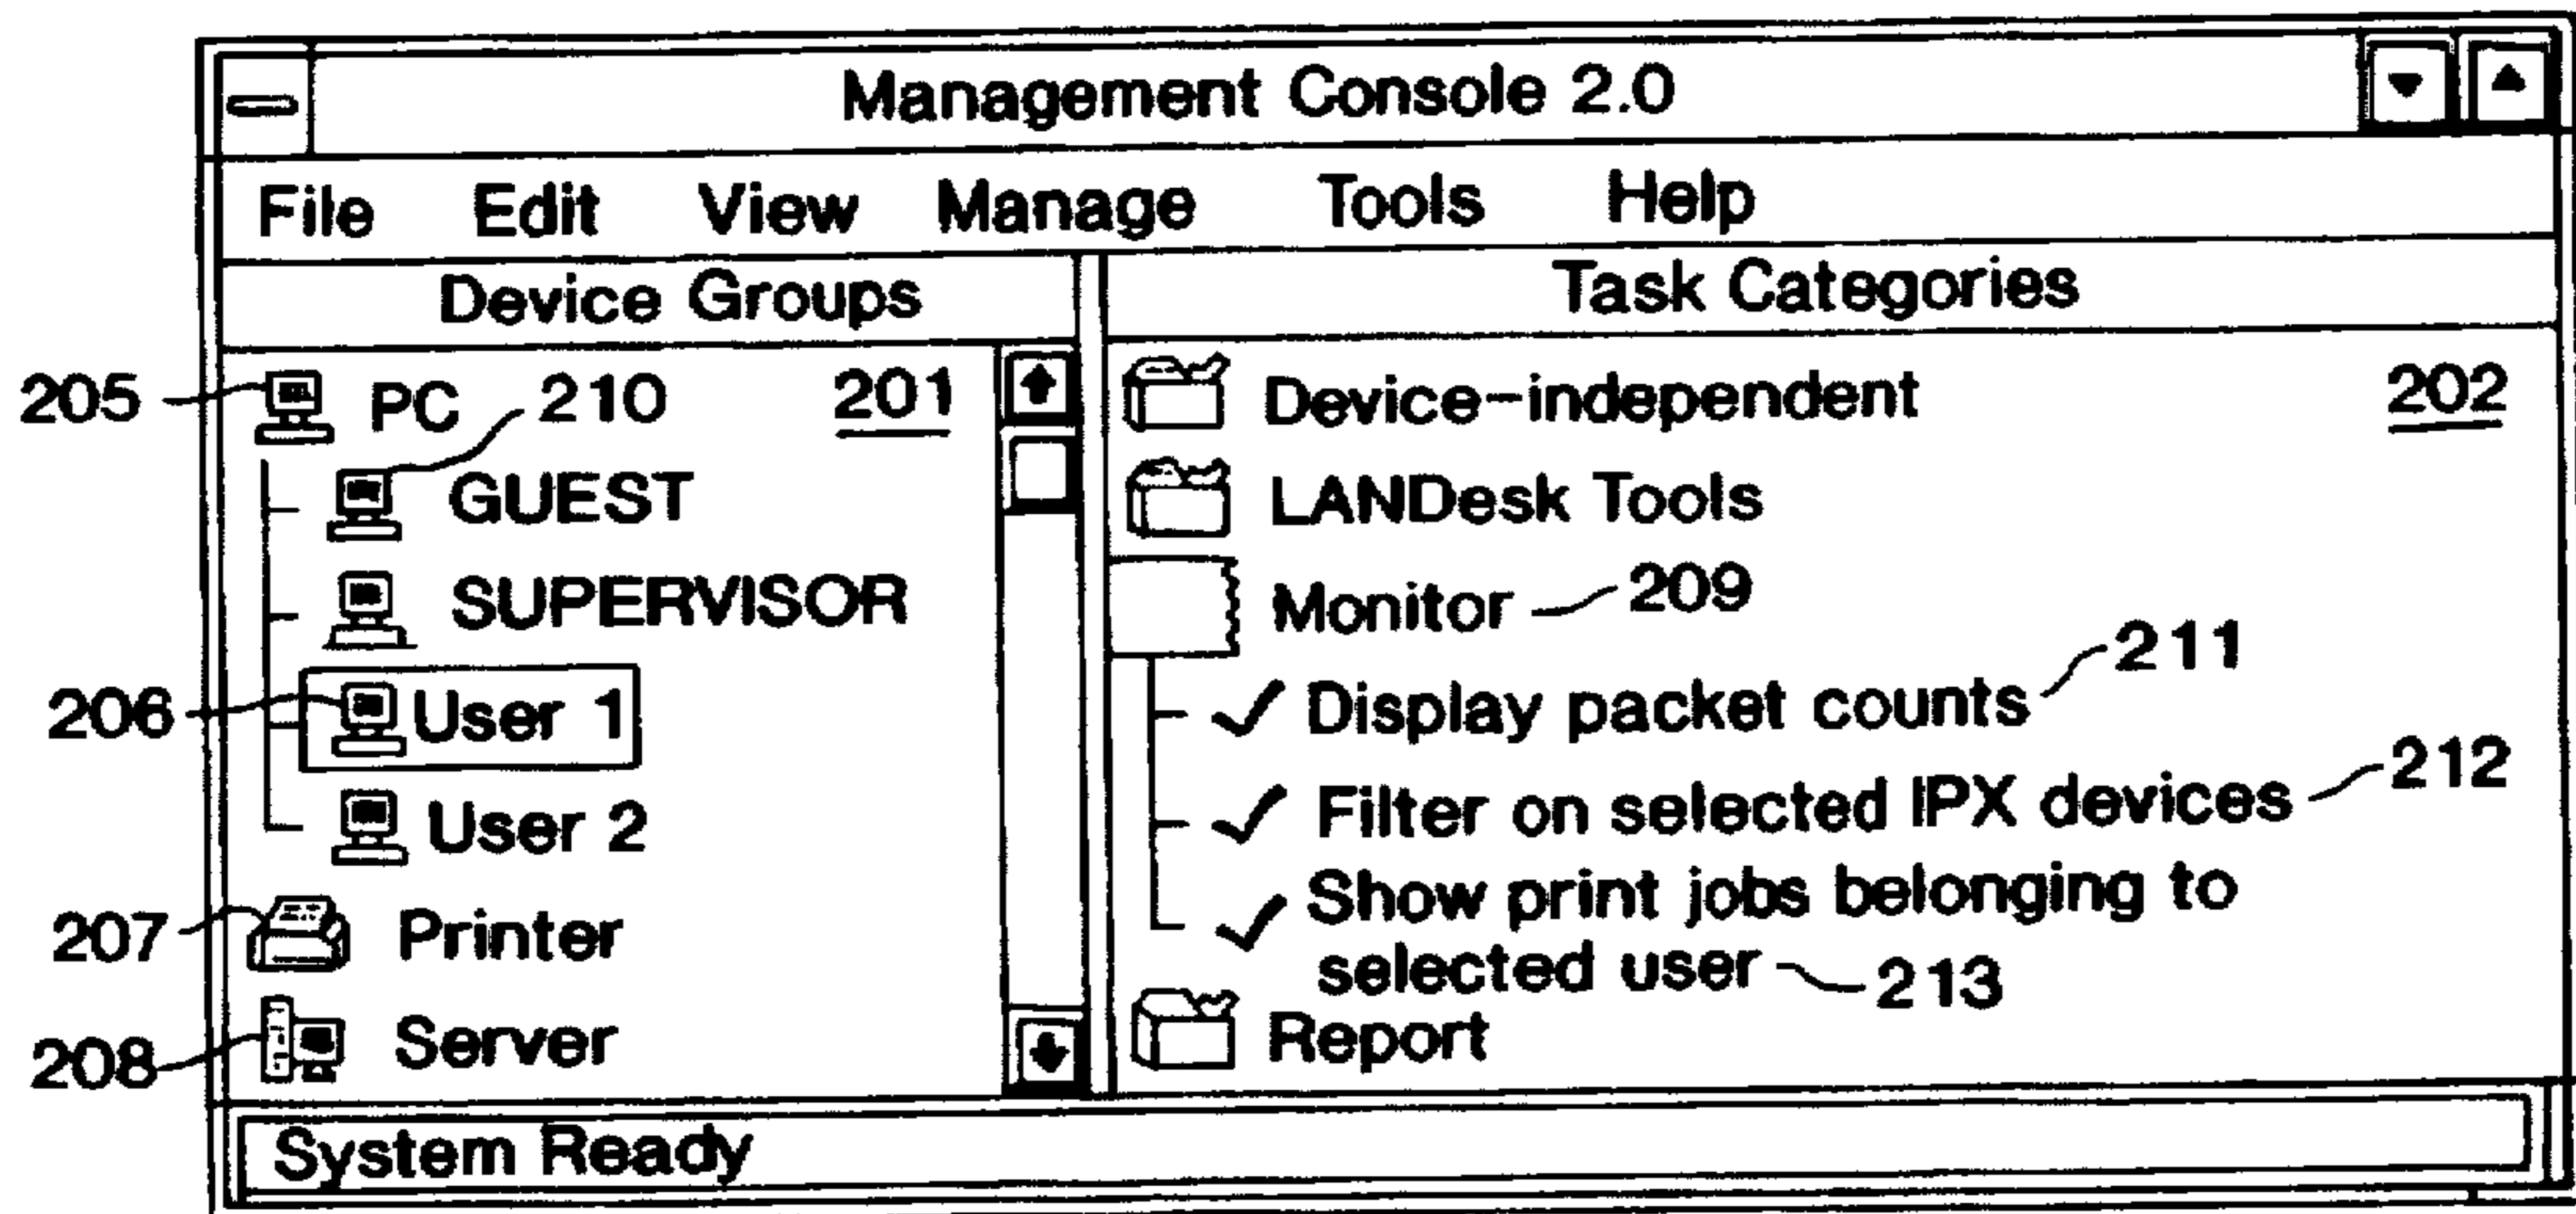 Management Console 2.0
File Edit View Manage Tools Help
Device Groups
Task Categories
205 PC 210 201
GUEST
SUPERVISOR
206 User 1
User 2
207 Printer
208 Server
Device-independent 202
LANDesk Tools
Monitor 209
Display packet counts 211
Filter on selected IPX devices 212
Show print jobs belonging to
selected user 213
Report
System Ready